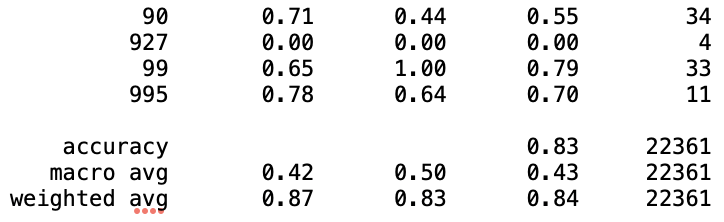 90 0.71 0.44 0.55 34
927 0.00 0.00 0.00 4
99 0.65 1.00 0.79 33
995 0.78 0.64 0.70 11
accuracy 0.83 22361
macro avg 0.42 0.50 0.43 22361
weighted avg 0.87 0.83 0.84 22361